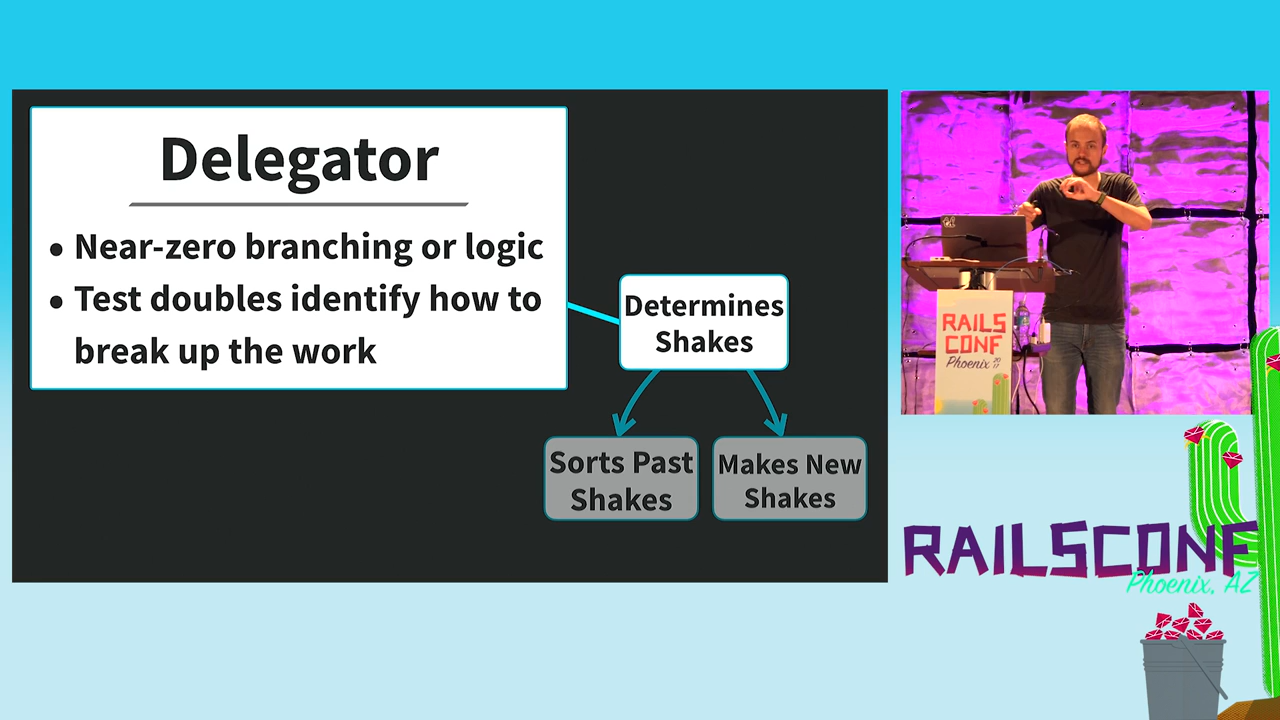 Delegator
• Near-zero branching or logic
• Test doubles identify how to
break up the work
Determines
Shakes
Sorts Past
Shakes
Makes New
Shakes
RAILS
CONF
Phoenix 2017
RAILSCONF
Phoenix, AZ